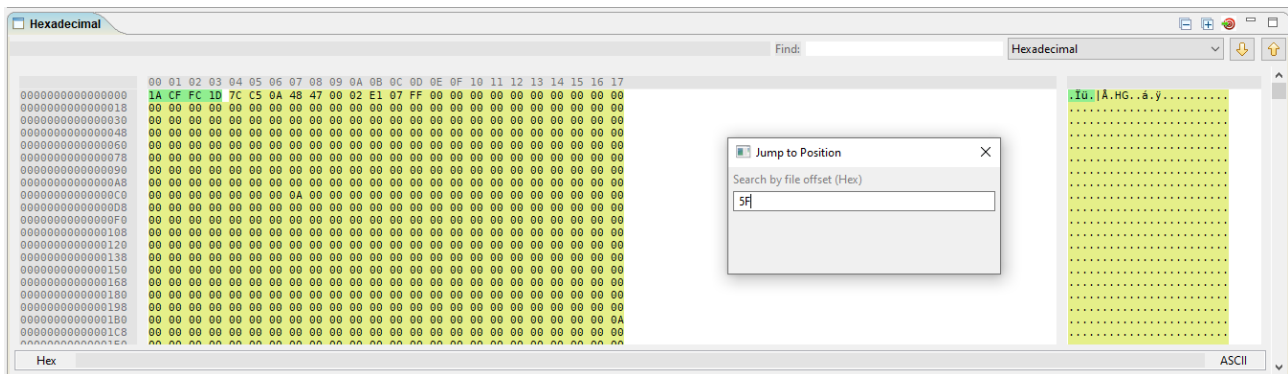 Hexadecimal
Find: Hexadecimal
00 01 02 03 04 05 06 07 08 09 0A 0B 0C 0D 0E 0F 10 11 12 13 14 15 16 17
0000000000000000 1A CF FC 1D 7C C5 0A 48 47 00 02 E1 07 FF 00 00 00 00 00 00 00 00 00 00 .Ïü.|Å.HG..á.ÿ..........
0000000000000018 00 00 00 00 00 00 00 00 00 00 00 00 00 00 00 00 00 00 00 00 00 00 00 00 ........................
0000000000000030 00 00 00 00 00 00 00 00 00 00 00 00 00 00 00 00 00 00 00 00 00 00 00 00 ........................
0000000000000048 00 00 00 00 00 00 00 00 00 00 00 00 00 00 00 00 00 00 00 00 00 00 00 00 ........................
0000000000000060 00 00 00 00 00 00 00 00 00 00 00 00 00 00 00 00 00 00 00 00 00 00 00 00 ........................
0000000000000078 00 00 00 00 00 00 00 00 00 00 00 00 00 00 00 00 00 00 00 00 00 00 00 00 ........................
0000000000000090 00 00 00 00 00 00 00 00 00 00 00 00 00 00 00 00 00 00 00 00 00 00 00 00 ........................
00000000000000A8 00 00 00 00 00 00 00 00 00 00 00 00 00 00 00 00 00 00 00 00 00 00 00 00 ........................
00000000000000C0 00 00 00 00 00 00 00 0A 00 00 00 00 00 00 00 00 00 00 00 00 00 00 00 00 ........................
00000000000000D8 00 00 00 00 00 00 00 00 00 00 00 00 00 00 00 00 00 00 00 00 00 00 00 00 ........................
00000000000000F0 00 00 00 00 00 00 00 00 00 00 00 00 00 00 00 00 00 00 00 00 00 00 00 00 ........................
0000000000000108 00 00 00 00 00 00 00 00 00 00 00 00 00 00 00 00 00 00 00 00 00 00 00 00 ........................
0000000000000120 00 00 00 00 00 00 00 00 00 00 00 00 00 00 00 00 00 00 00 00 00 00 00 00 ........................
0000000000000138 00 00 00 00 00 00 00 00 00 00 00 00 00 00 00 00 00 00 00 00 00 00 00 00 ........................
0000000000000150 00 00 00 00 00 00 00 00 00 00 00 00 00 00 00 00 00 00 00 00 00 00 00 00 ........................
0000000000000168 00 00 00 00 00 00 00 00 00 00 00 00 00 00 00 00 00 00 00 00 00 00 00 00 ........................
0000000000000180 00 00 00 00 00 00 00 00 00 00 00 00 00 00 00 00 00 00 00 00 00 00 00 00 ........................
0000000000000198 00 00 00 00 00 00 00 00 00 00 00 00 00 00 00 00 00 00 00 00 00 00 00 00 ........................
00000000000001B0 00 00 00 00 00 00 00 00 00 00 00 00 00 00 00 00 00 00 00 00 00 00 00 0A ........................
00000000000001C8 00 00 00 00 00 00 00 00 00 00 00 00 00 00 00 00 00 00 00 00 00 00 00 00 ........................
Jump to Position
Search by file offset (Hex)
5F
Hex ASCII